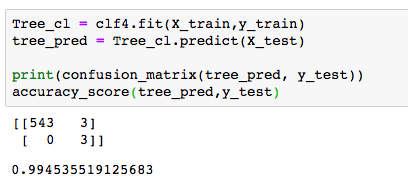 Tree_cl = clf4.fit(X_train,y_train)
tree_pred = Tree_cl.predict(X_test)
print(confusion_matrix(tree_pred, y_test))
accuracy_score(tree_pred,y_test)
[[543   3]
 [  0   3]]
0.994535519125683